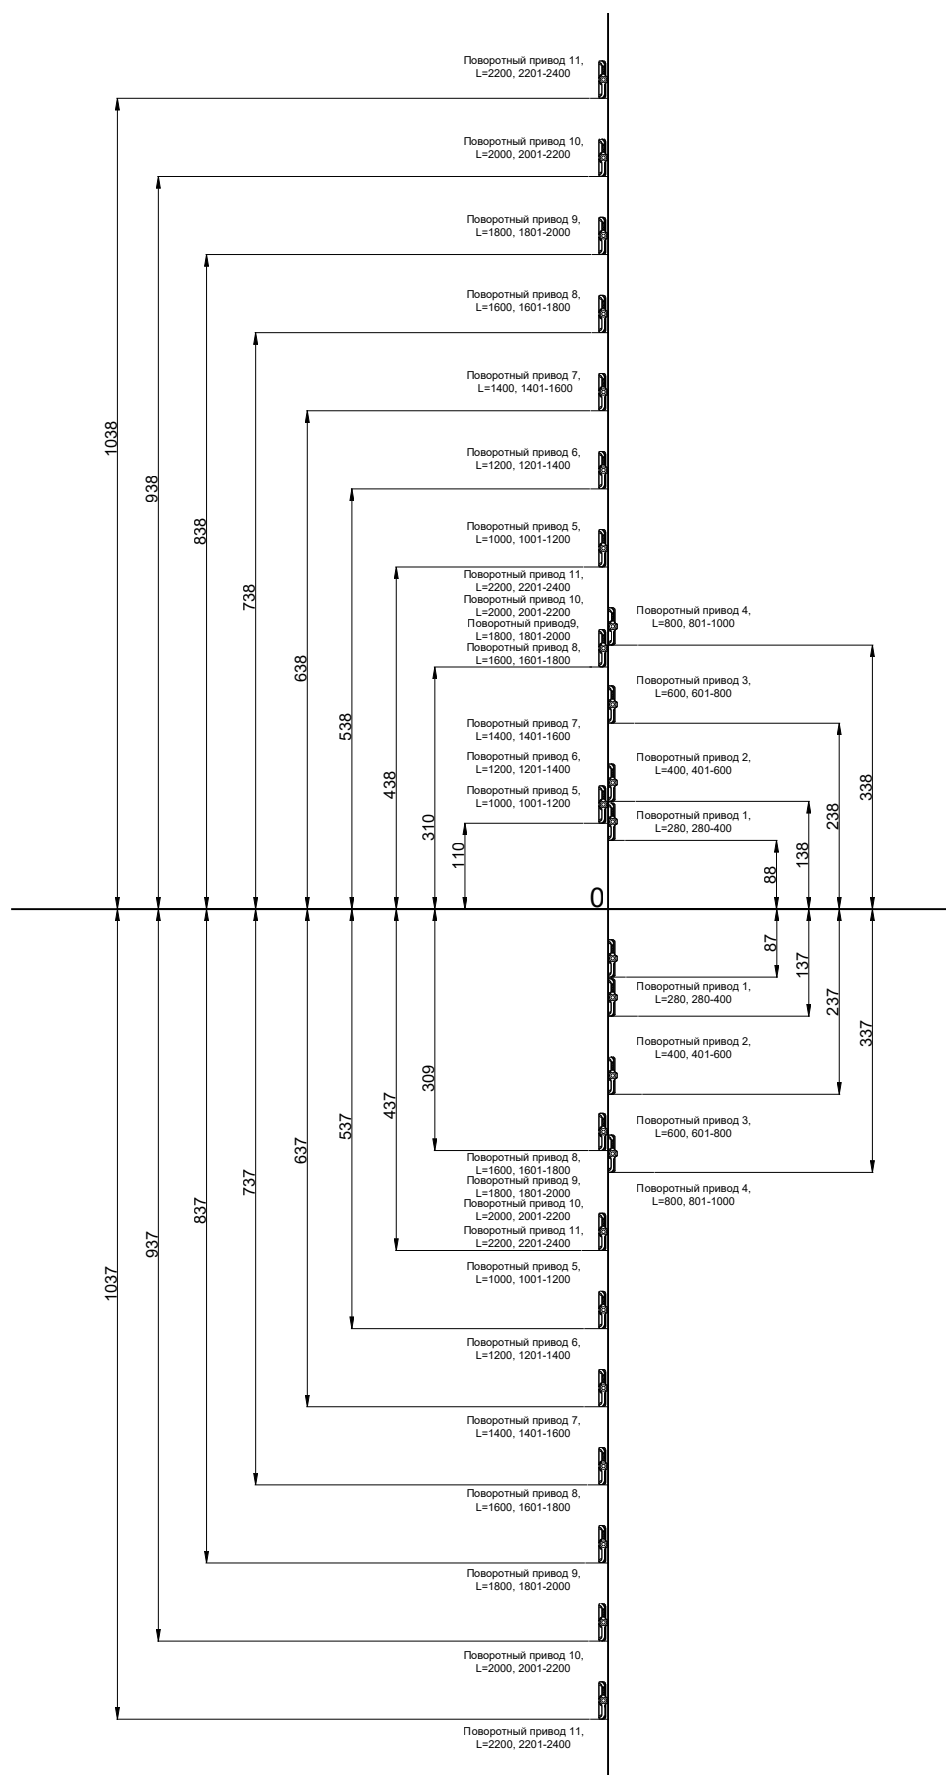 Поворотный привод 11,
L=2200, 2201-2400
Поворотный привод 10,
L=2000, 2001-2200
Поворотный привод 9,
L=1800, 1801-2000
Поворотный привод 8,
L=1600, 1601-1800
Поворотный привод 7,
L=1400, 1401-1600
1038
Поворотный привод 6,
L=1200, 1201-1400
938
838
Поворотный привод 5,
L=1000, 1001-1200
738
Поворотный привод 11,
L=2200, 2201-2400
Поворотный привод 10,
L=2000, 2001-2200
Поворотный привод9,
L=1800, 1801-2000
Поворотный привод 8,
L=1600, 1601-1800
Поворотный привод 4,
L=800, 801-1000
638
Поворотный привод 3,
L=600, 601-800
538
Поворотный привод 7,
L=1400, 1401-1600
Поворотный привод 6,
L=1200, 1201-1400
Поворотный привод 5,
L=1000, 1001-1200
Поворотный привод 2,
L=400, 401-600
438
338
310
238
Поворотный привод 1,
L=280, 280-400
110
138
88
0
87
137
Поворотный привод 1,
L=280, 280-400
237
337
Поворотный привод 2,
L=400, 401-600
309
437
537
637
737
Поворотный привод 3,
L=600, 601-800
Поворотный привод 8,
L=1600, 1601-1800
Поворотный привод 9,
L=1800, 1801-2000
Поворотный привод 10,
L=2000, 2001-2200
Поворотный привод 11,
L=2200, 2201-2400
Поворотный привод 4,
L=800, 801-1000
837
937
1037
Поворотный привод 5,
L=1000, 1001-1200
Поворотный привод 6,
L=1200, 1201-1400
Поворотный привод 7,
L=1400, 1401-1600
Поворотный привод 8,
L=1600, 1601-1800
Поворотный привод 9,
L=1800, 1801-2000
Поворотный привод 10,
L=2000, 2001-2200
Поворотный привод 11,
L=2200, 2201-2400